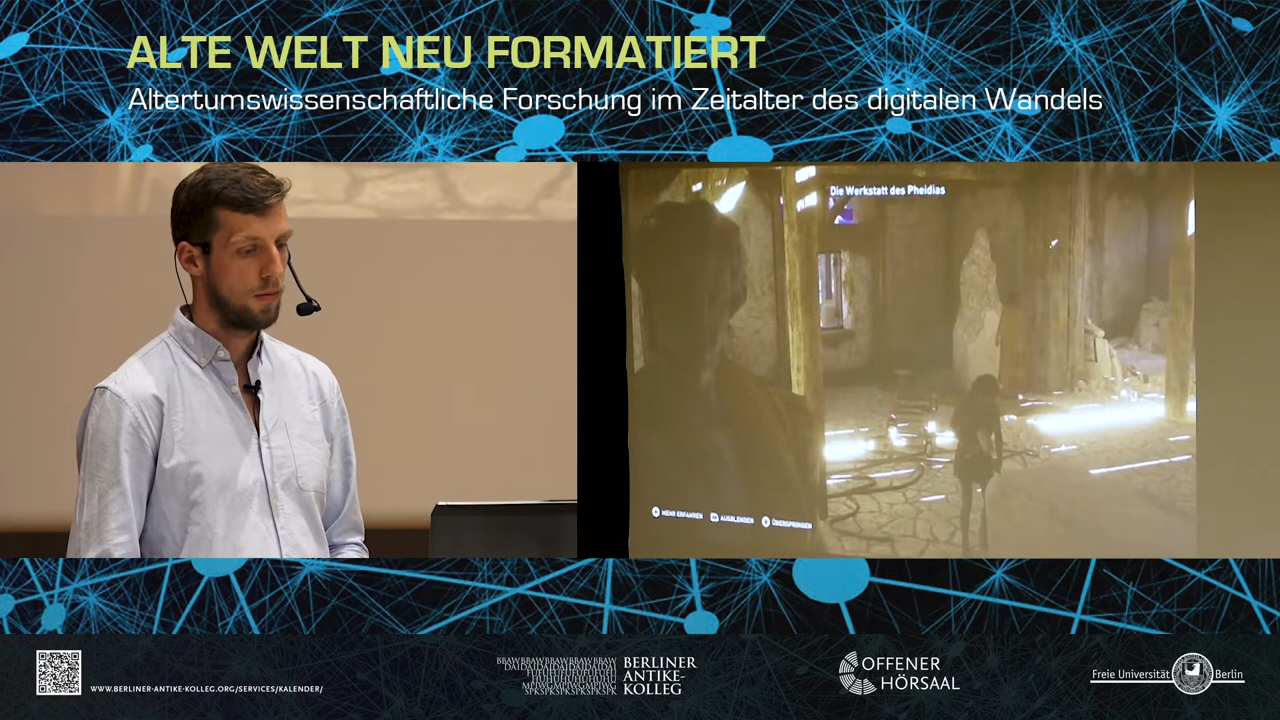 ALTE WELT NEU FORMATIERT
Altertumswissenschaftliche Forschung im Zeitalter des digitalen Wandels
Die Werkstatt des Pheidias
MEHR ERFAHREN
AUSBLENDEN
ÜBERSPRINGEN
WWW.BERLINER-ANTIKE-KOLLEG.ORG/SERVICES/KALENDER/
BERLINER
ANTIKE-
KOLLEG
OFFENER
HÖRSAAL
Freie Universität Berlin